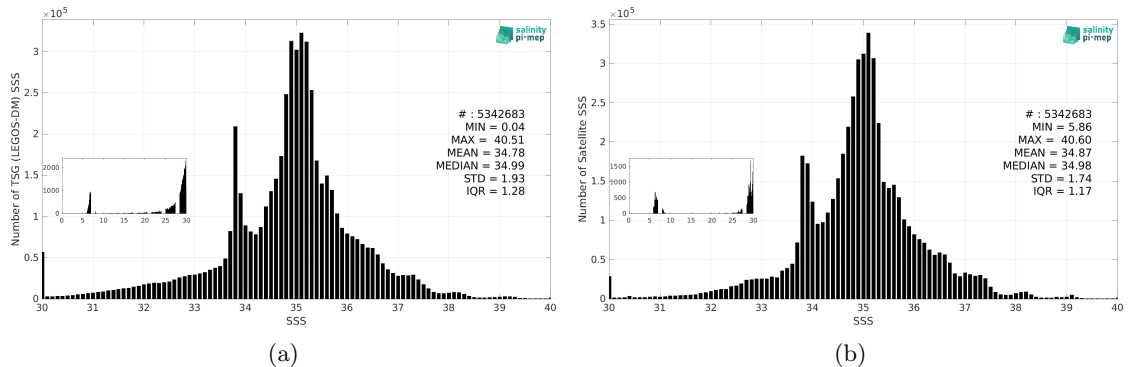 ×10^5
salinity
pi-mep
3
2.5
2
1.5
1
0.5
0
Number of TSG (LEGOS-DM) SSS
# : 5342683
MIN = 0.04
MAX = 40.51
MEAN = 34.78
MEDIAN = 34.99
STD = 1.93
IQR = 1.28
2000
1000
0
0 5 10 15 20 25 30
30 31 32 33 34 35 36 37 38 39 40
SSS
(a)
×10^5
salinity
pi-mep
3.5
3
2.5
2
1.5
1
0.5
0
Number of Satellite SSS
# : 5342683
MIN = 5.86
MAX = 40.60
MEAN = 34.87
MEDIAN = 34.98
STD = 1.74
IQR = 1.17
1500
1000
500
0
0 5 10 15 20 25 30
30 31 32 33 34 35 36 37 38 39 40
SSS
(b)